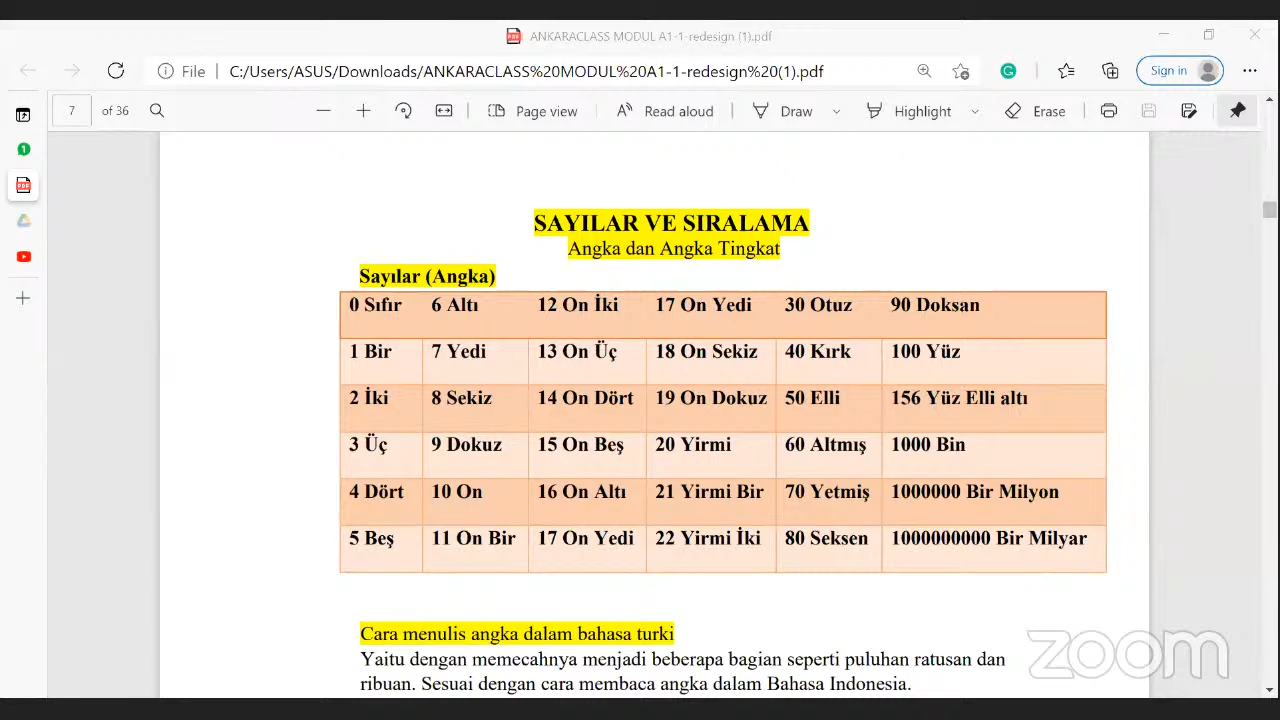 ANKARACLASS MODUL A1-1-redesign (1).pdf
File C:/Users/ASUS/Downloads/ANKARACLASS%20MODUL%20A1-1-redesign%20(1).pdf Sign in
7 of 36 Page view Read aloud Draw Highlight Erase
SAYILAR VE SIRALAMA
Angka dan Angka Tingkat
Sayılar (Angka)
0 Sıfır 6 Altı 12 On İki 17 On Yedi 30 Otuz 90 Doksan
1 Bir 7 Yedi 13 On Üç 18 On Sekiz 40 Kırk 100 Yüz
2 İki 8 Sekiz 14 On Dört 19 On Dokuz 50 Elli 156 Yüz Elli altı
3 Üç 9 Dokuz 15 On Beş 20 Yirmi 60 Altmış 1000 Bin
4 Dört 10 On 16 On Altı 21 Yirmi Bir 70 Yetmiş 1000000 Bir Milyon
5 Beş 11 On Bir 17 On Yedi 22 Yirmi İki 80 Seksen 1000000000 Bir Milyar
Cara menulis angka dalam bahasa turki
Yaitu dengan memecahnya menjadi beberapa bagian seperti puluhan ratusan dan
ribuan. Sesuai dengan cara membaca angka dalam Bahasa Indonesia.
zoom